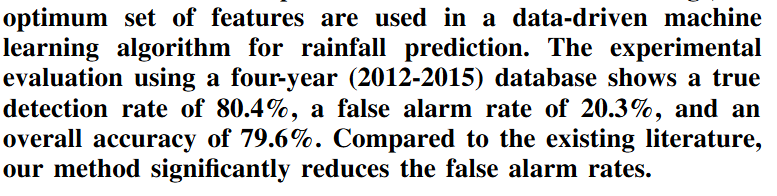 optimum set of features are used in a data-driven machine
learning algorithm for rainfall prediction. The experimental
evaluation using a four-year (2012-2015) database shows a true
detection rate of 80.4%, a false alarm rate of 20.3%, and an
overall accuracy of 79.6%. Compared to the existing literature,
our method significantly reduces the false alarm rates.